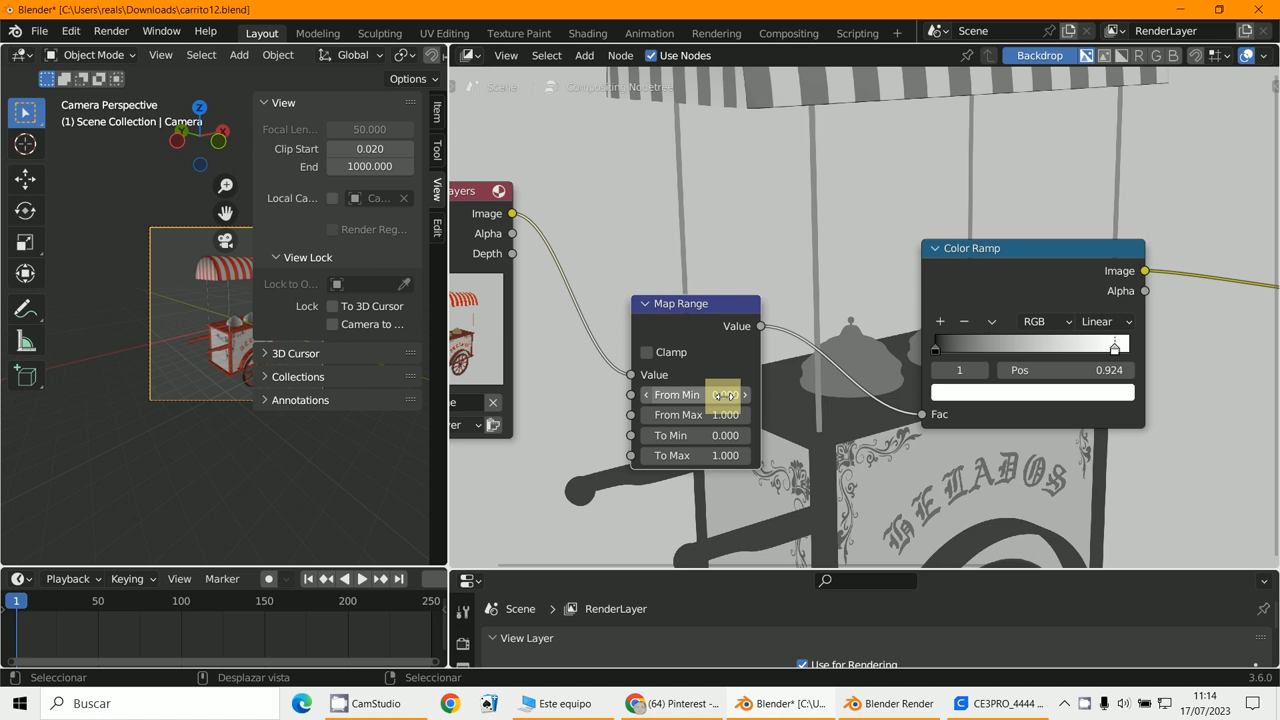 Blender* [C:\Users\reals\Downloads\carrito12.blend]
File Edit Render Window Help Layout Modeling Sculpting UV Editing Texture Paint Shading Animation Rendering Compositing Scripting + Scene RenderLayer
Object Mode View Select Add Object Global View Select Add Node Use Nodes Backdrop R G B
Options
Scene Compositing Nodetree
Camera Perspective
(1) Scene Collection | Camera
Z
Y
X
View
Focal Len... 50.000
Clip Start 0.020
End 1000.000
Local Ca... Ca...
Render Reg...
View Lock
Lock to O...
Lock To 3D Cursor
Camera to ...
3D Cursor
Collections
Annotations
Item
Tool
View
Edit
ayers
Image
Alpha
Depth
Map Range
Value
Clamp
Value
From Min 0.000
From Max 1.000
To Min 0.000
To Max 1.000
Color Ramp
Image
Alpha
RGB Linear
1 Pos 0.924
Fac
HELADOS
Playback Keying View Marker
1 50 100 150 200 250
Scene > RenderLayer
View Layer
Use for Rendering
Seleccionar Desplazar vista Seleccionar 3.6.0
Buscar CamStudio Este equipo (64) Pinterest -... Blender* [C:\U... Blender Render CE3PRO_4444 ... 11:14
17/07/2023